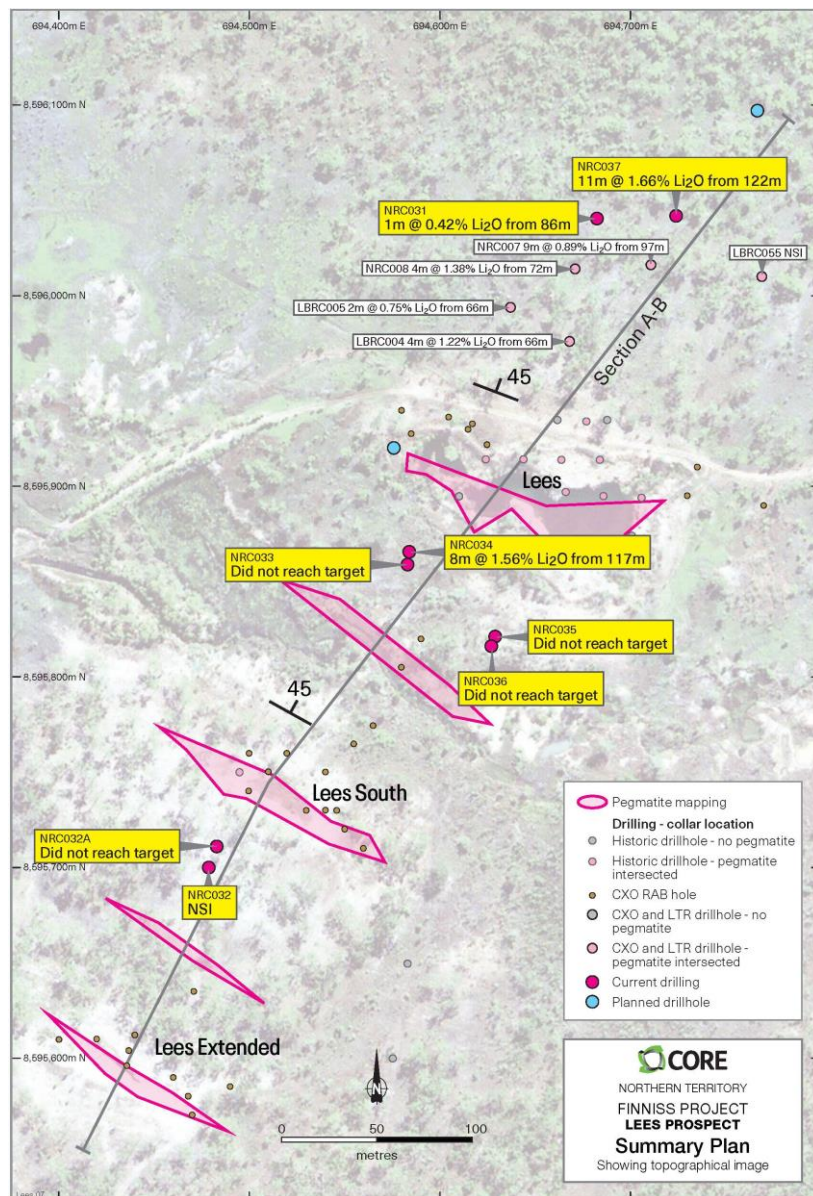 694,400m E
694,500m E
694,600m E
694,700m E
8,596,100m N
NRC037
11m @ 1.66% Li₂O from 122m
NRC031
1m @ 0.42% Li₂O from 86m
NRC007 9m @ 0.89% Li₂O from 97m
LBRC055 NSI
NRC008 4m @ 1.38% Li₂O from 72m
8,596,000m N
LBRC005 2m @ 0.75% Li₂O from 66m
LBRC004 4m @ 1.22% Li₂O from 66m
Section A-B
45
8,595,900m N
Lees
NRC033
Did not reach target
NRC034
8m @ 1.56% Li₂O from 117m
NRC035
Did not reach target
8,595,800m N
NRC036
Did not reach target
45
Lees South
NRC032A
Did not reach target
8,595,700m N
NRC032
NSI
Lees Extended
8,595,600m N
N
0 50 100
metres
Pegmatite mapping
Drilling - collar location
Historic drillhole - no pegmatite
Historic drillhole - pegmatite
intersected
CXO RAB hole
CXO and LTR drillhole - no
pegmatite
CXO and LTR drillhole -
pegmatite intersected
Current drilling
Planned drillhole
CORE
NORTHERN TERRITORY
FINNISS PROJECT
LEES PROSPECT
Summary Plan
Showing topographical image
Lees 07